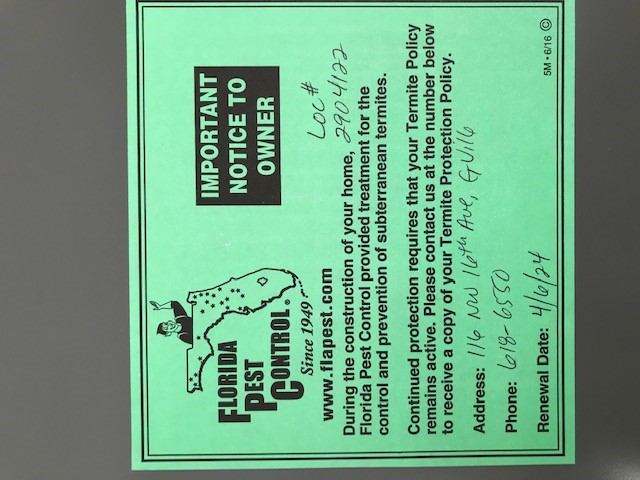 FLORIDA
PEST
CONTROL®
Since 1949
www.flapest.com
IMPORTANT
NOTICE TO
OWNER
Loc#
2904122
During the construction of your home,
Florida Pest Control provided treatment for the
control and prevention of subterranean termites.
Continued protection requires that your Termite Policy
remains active. Please contact us at the number below
to receive a copy of your Termite Protection Policy.
Address: 116 NW 16th Ave, GVille
Phone: 618-6550
Renewal Date: 4/6/24
5M • 6/16 ©